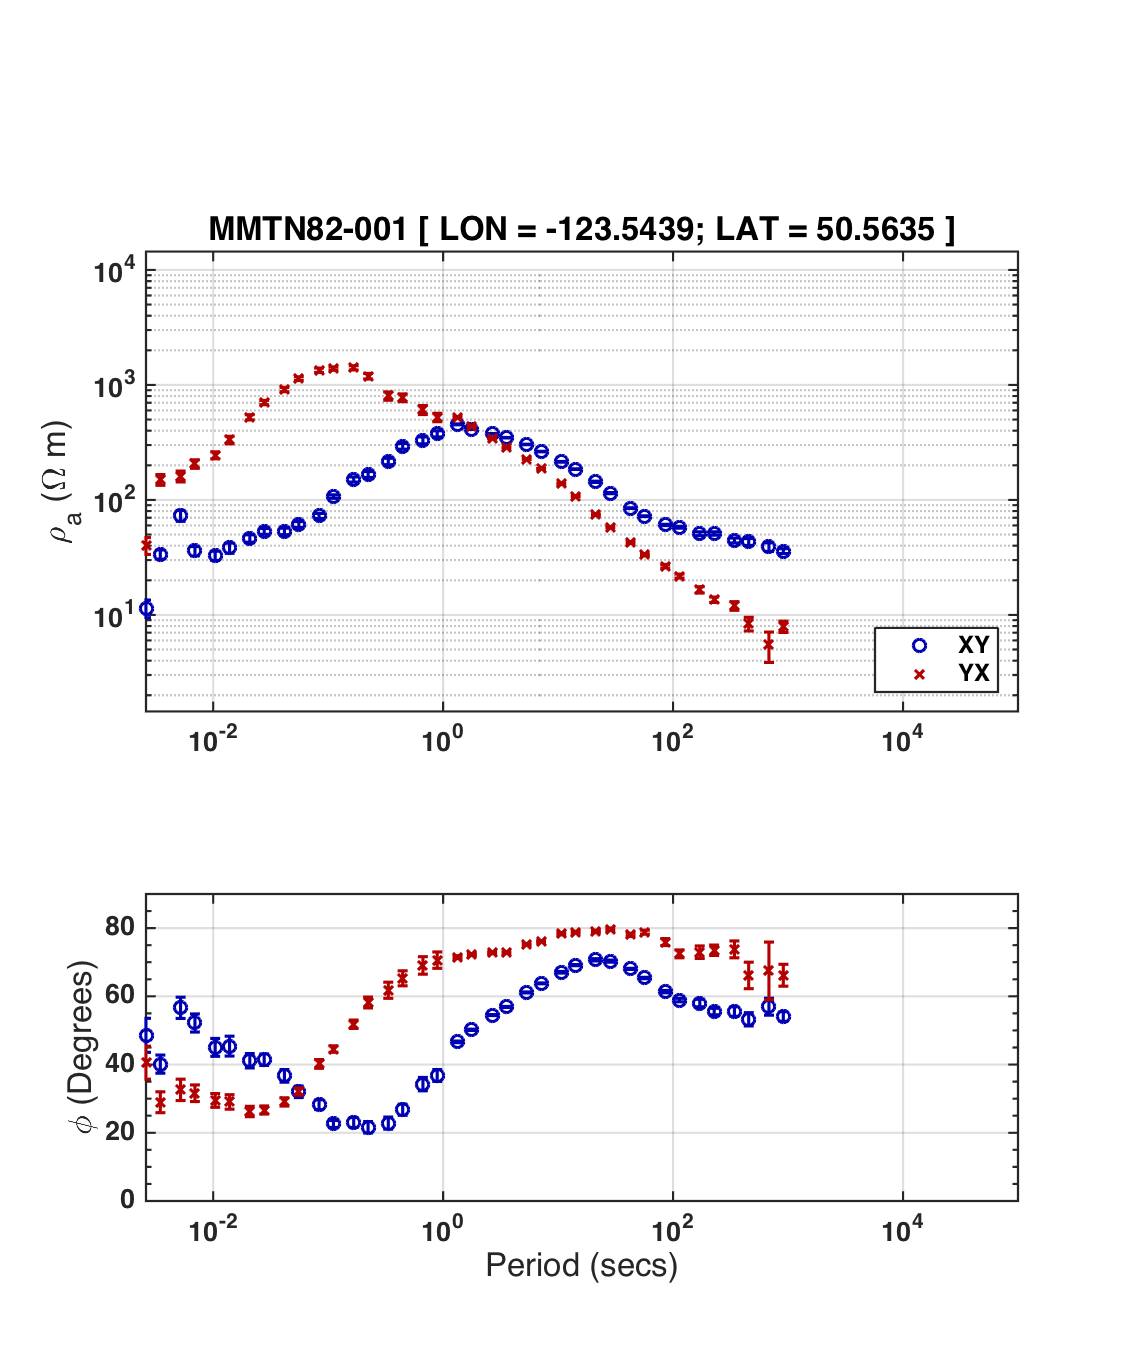 MMTN82-001 [ LON = -123.5439; LAT = 50.5635 ]
10^4
10^3
10^2
10^1
ρa (Ω m)
XY
YX
10^-2 10^0 10^2 10^4
80
60
40
20
0
ϕ (Degrees)
10^-2 10^0 10^2 10^4
Period (secs)